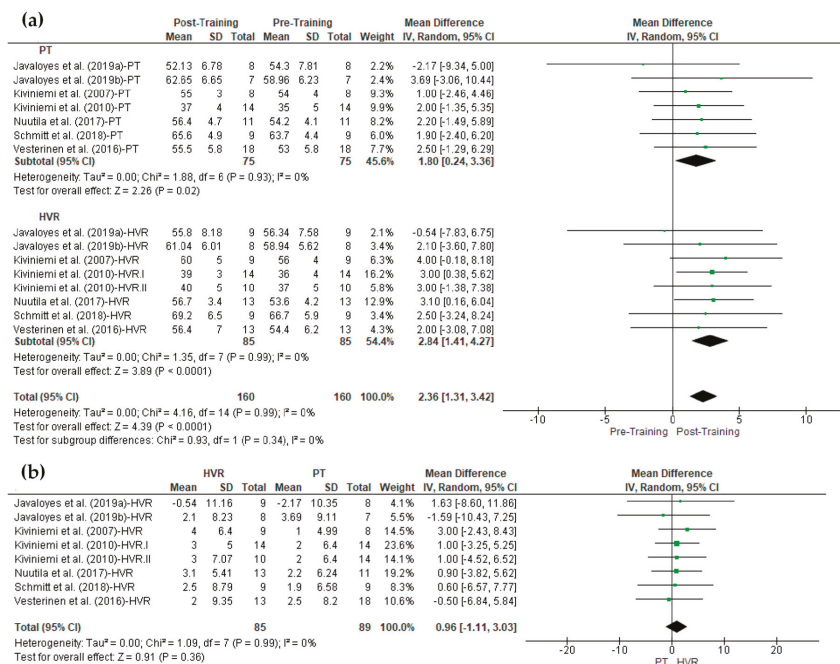 (a)
Post-Training Pre-Training Mean Difference Mean Difference
Mean SD Total Mean SD Total Weight IV, Random, 95% CI IV, Random, 95% CI
PT
Javaloyes et al. (2019a)-PT 52.13 6.78 8 54.3 7.81 8 2.2% -2.17 [-9.34, 5.00]
Javaloyes et al. (2019b)-PT 62.65 6.65 7 58.96 6.23 7 2.4% 3.69 [-3.06, 10.44]
Kiviniemi et al. (2007)-PT 55 3 8 54 4 8 9.2% 1.00 [-2.46, 4.46]
Kiviniemi et al. (2010)-PT 37 4 14 35 5 14 9.9% 2.00 [-1.35, 5.35]
Nuutila et al. (2017)-PT 56.4 4.7 11 54.2 4.1 11 8.1% 2.20 [-1.49, 5.89]
Schmitt et al. (2018)-PT 65.6 4.9 9 63.7 4.4 9 6.0% 1.90 [-2.40, 6.20]
Vesterinen et al. (2016)-PT 55.5 5.8 18 53 5.8 18 7.7% 2.50 [-1.29, 6.29]
Subtotal (95% CI) 75 75 45.6% 1.80 [0.24, 3.36]
Heterogeneity: Tau² = 0.00; Chi² = 1.88, df = 6 (P = 0.93); I² = 0%
Test for overall effect: Z = 2.26 (P = 0.02)
HVR
Javaloyes et al. (2019a)-HVR 55.8 8.18 9 56.34 7.58 9 2.1% -0.54 [-7.83, 6.75]
Javaloyes et al. (2019b)-HVR 61.04 6.01 8 58.94 5.62 8 3.4% 2.10 [-3.60, 7.80]
Kiviniemi et al. (2007)-HVR 60 5 9 56 4 9 6.3% 4.00 [-0.18, 8.18]
Kiviniemi et al. (2010)-HVR.I 39 3 14 36 4 14 16.2% 3.00 [0.38, 5.62]
Kiviniemi et al. (2010)-HVR.II 40 5 10 37 5 10 5.8% 3.00 [-1.38, 7.38]
Nuutila et al. (2017)-HVR 56.7 3.4 13 53.6 4.2 13 12.8% 3.10 [0.16, 6.04]
Schmitt et al. (2018)-HVR 69.2 6.5 9 66.7 5.9 9 3.4% 2.50 [-3.24, 8.24]
Vesterinen et al. (2016)-HVR 56.4 7 13 54.4 6.2 13 4.3% 2.00 [-3.08, 7.08]
Subtotal (95% CI) 85 85 54.4% 2.84 [1.41, 4.27]
Heterogeneity: Tau² = 0.00; Chi² = 1.35, df = 7 (P = 0.99); I² = 0%
Test for overall effect: Z = 3.89 (P < 0.0001)
Total (95% CI) 160 160 100.0% 2.36 [1.31, 3.42]
Heterogeneity: Tau² = 0.00; Chi² = 4.16, df = 14 (P = 0.99); I² = 0%
Test for overall effect: Z = 4.39 (P < 0.0001)
Test for subgroup differences: Chi² = 0.93, df = 1 (P = 0.34), I² = 0%
-10 -5 0 5 10
Pre-Training Post-Training
(b)
HVR PT Mean Difference Mean Difference
Mean SD Total Mean SD Total Weight IV, Random, 95% CI IV, Random, 95% CI
Javaloyes et al. (2019a)-HVR -0.54 11.16 9 -2.17 10.35 8 4.1% 1.63 [-8.60, 11.86]
Javaloyes et al. (2019b)-HVR 2.1 8.23 8 3.69 9.11 7 5.5% -1.59 [-10.43, 7.25]
Kiviniemi et al. (2007)-HVR 4 6.4 9 1 4.99 8 14.5% 3.00 [-2.43, 8.43]
Kiviniemi et al. (2010)-HVR.I 3 5 14 2 6.4 14 23.6% 1.00 [-3.25, 5.25]
Kiviniemi et al. (2010)-HVR.II 3 7.07 10 2 6.4 14 14.0% 1.00 [-4.52, 6.52]
Nuutila et al. (2017)-HVR 3.1 5.41 13 2.2 6.24 11 19.2% 0.90 [-3.82, 5.62]
Schmitt et al. (2018)-HVR 2.5 8.79 9 1.9 6.58 9 8.5% 0.60 [-6.57, 7.77]
Vesterinen et al. (2016)-HVR 2 9.35 13 2.5 8.2 18 10.6% -0.50 [-6.84, 5.84]
Total (95% CI) 85 89 100.0% 0.96 [-1.11, 3.03]
Heterogeneity: Tau² = 0.00; Chi² = 1.09, df = 7 (P = 0.99); I² = 0%
Test for overall effect: Z = 0.91 (P = 0.36)
-20 -10 0 10 20
PT HVR